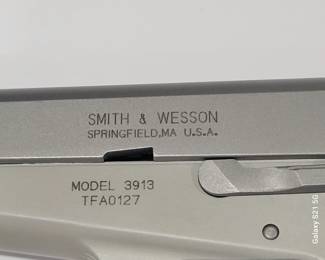 SMITH & WESSON
SPRINGFIELD,MA U.S.A.
MODEL 3913
TFA0127
Galaxy S21 5G